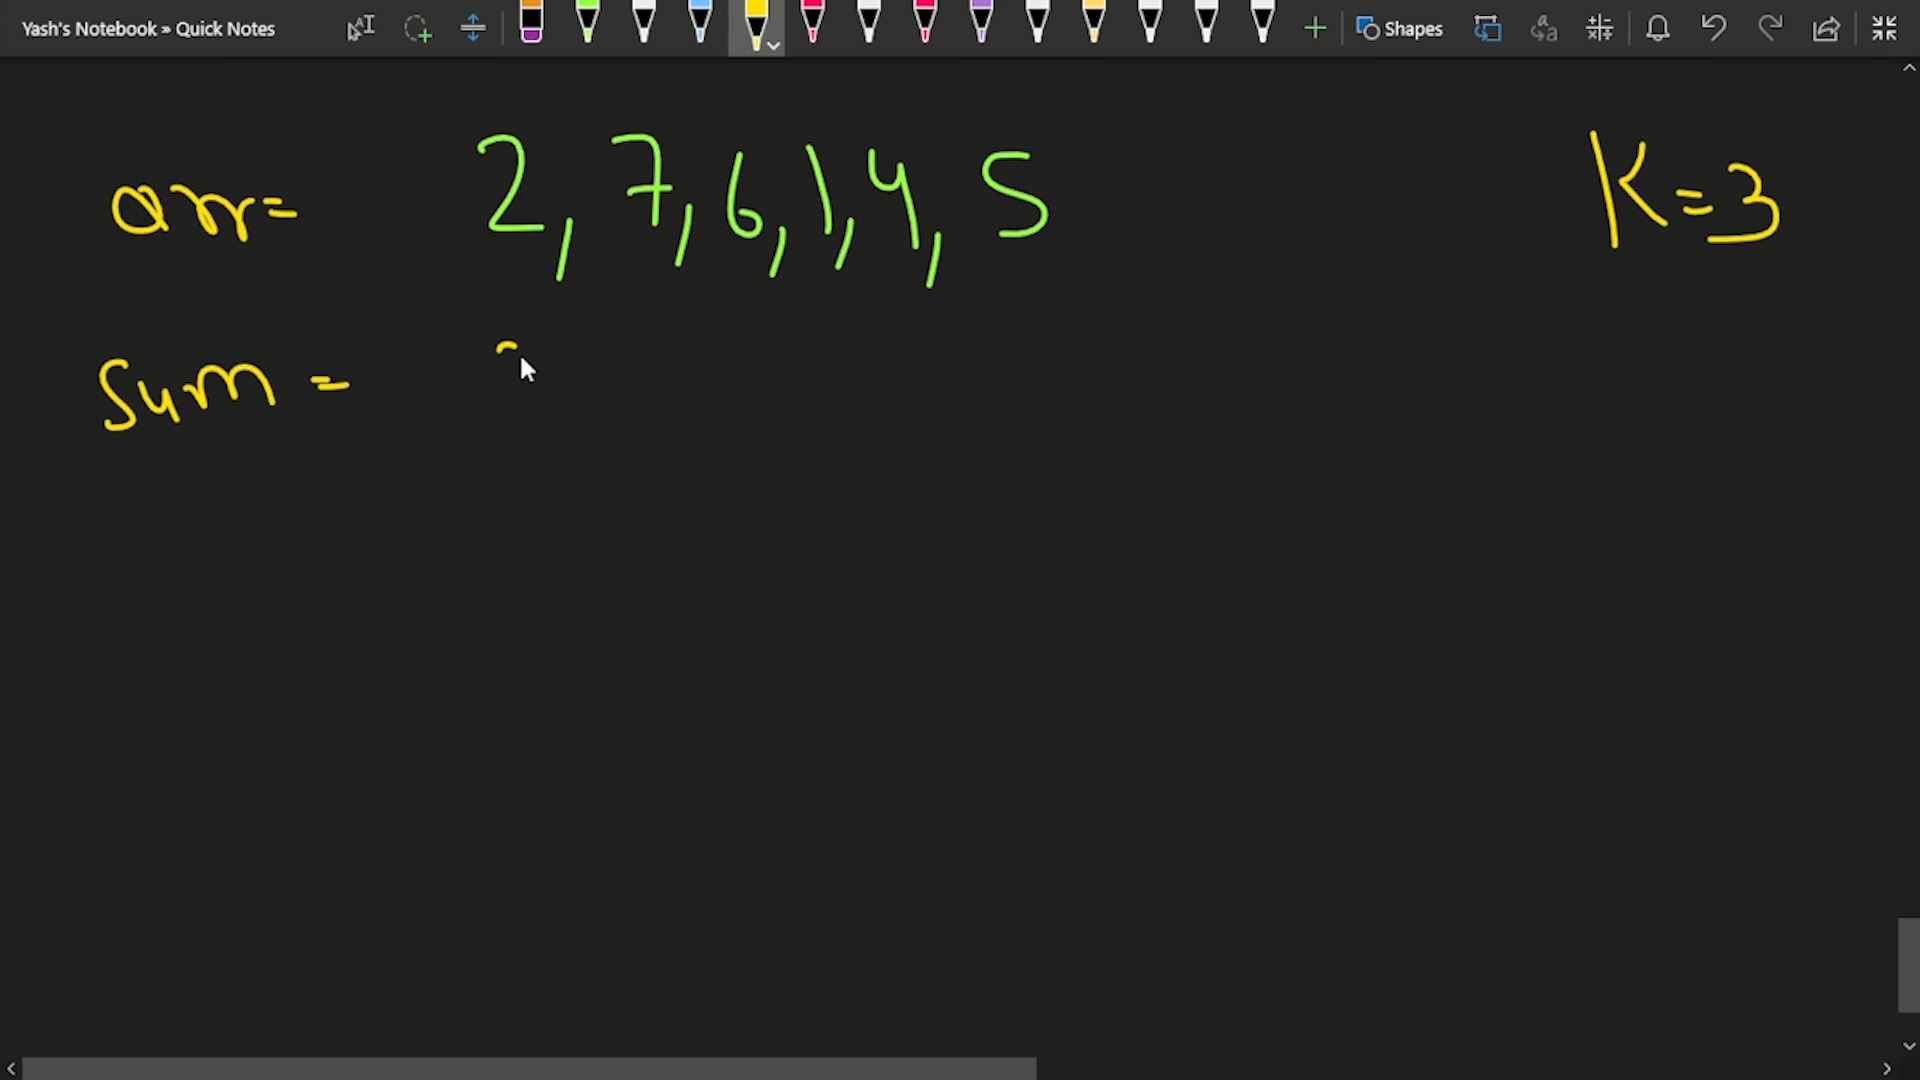 Yash's Notebook » Quick Notes
Shapes
arr= 2, 7, 6, 1, 4, 5
K=3
Sum =